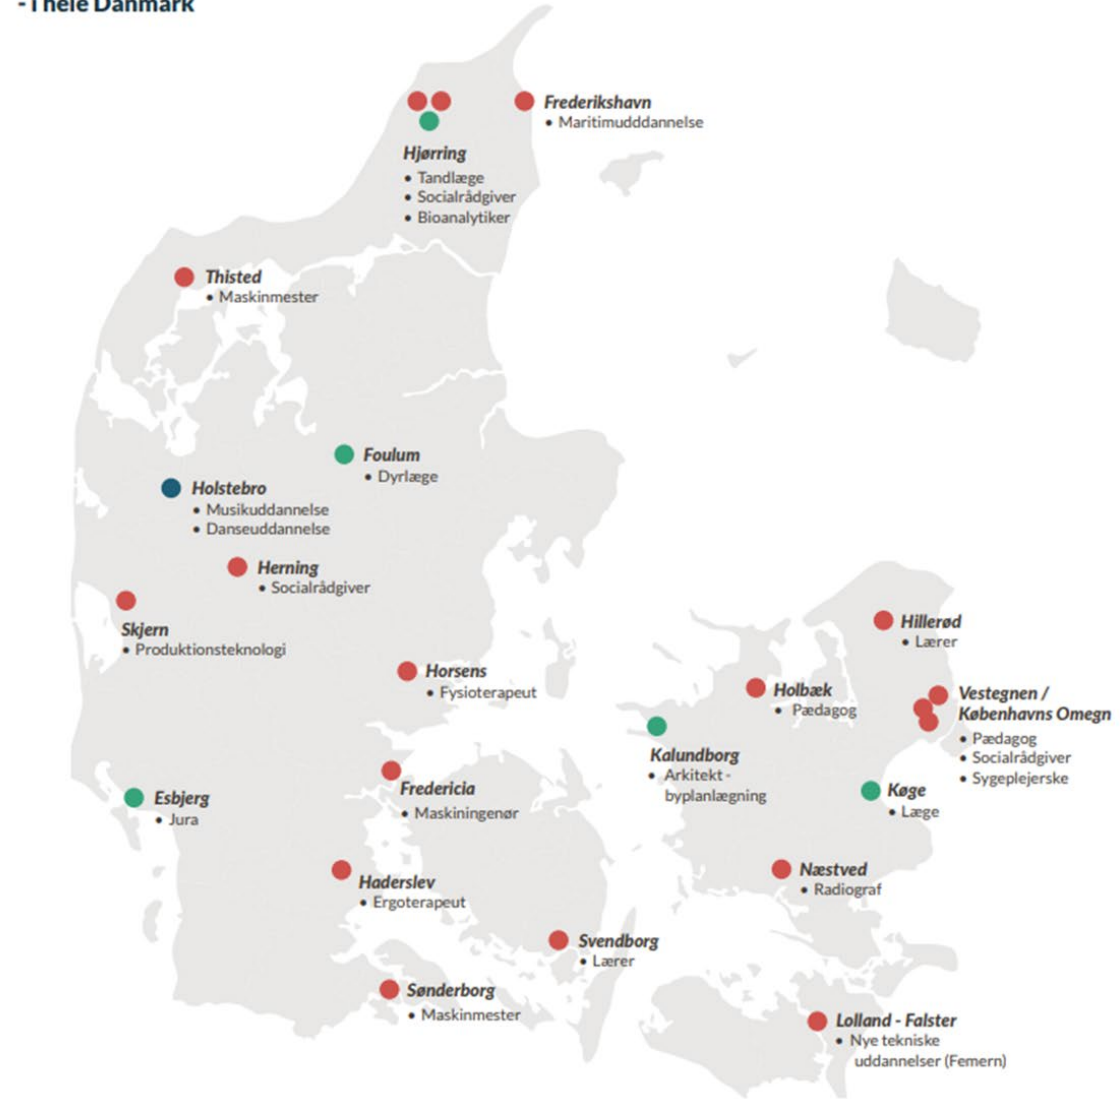 - I hele Danmark
Frederikshavn
• Maritimudddannelse
Hjørring
• Tandlæge
• Socialrådgiver
• Bioanalytiker
Thisted
• Maskinmester
Foulum
• Dyrlæge
Holstebro
• Musikuddannelse
• Danseuddannelse
Herning
• Socialrådgiver
Skjern
• Produktionsteknologi
Horsens
• Fysioterapeut
Hillerød
• Lærer
Holbæk
• Pædagog
Vestegnen /
Københavns Omegn
• Pædagog
• Socialrådgiver
• Sygeplejerske
Kalundborg
• Arkitekt -
byplanlægning
Fredericia
• Maskiningenør
Esbjerg
• Jura
Køge
• Læge
Haderslev
• Ergoterapeut
Næstved
• Radiograf
Svendborg
• Lærer
Sønderborg
• Maskinmester
Lolland - Falster
• Nye tekniske
uddannelser (Femern)